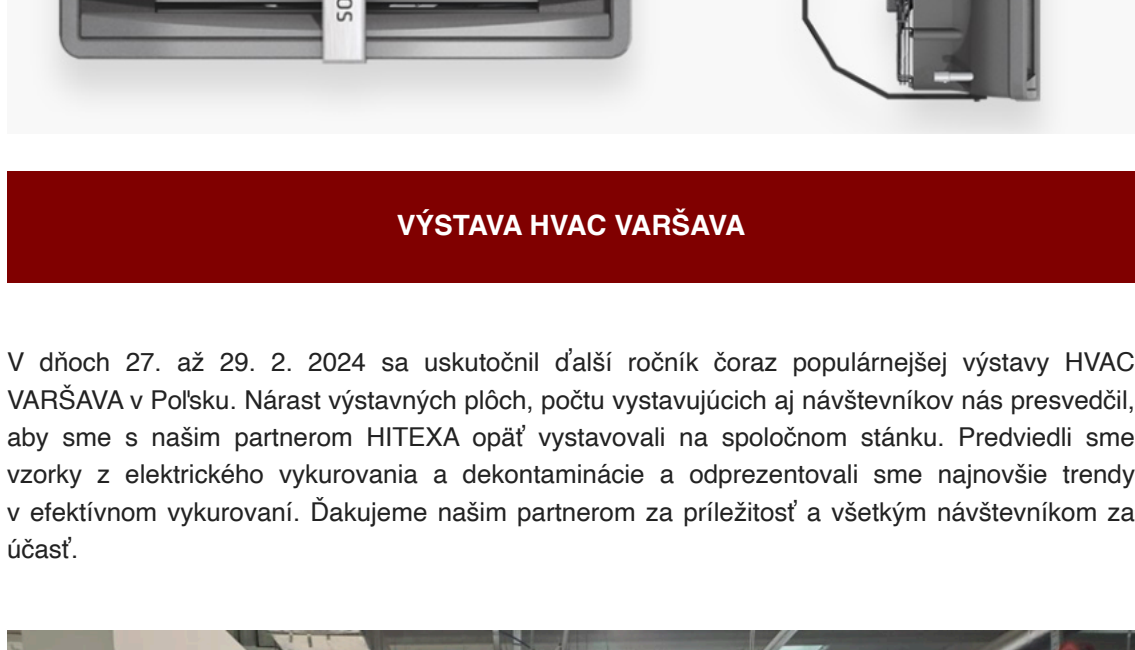 SO
VÝSTAVA HVAC VARŠAVA
V dňoch 27. až 29. 2. 2024 sa uskutočnil ďalší ročník čoraz populárnejšej výstavy HVAC
VARŠAVA v Poľsku. Nárast výstavných plôch, počtu vystavujúcich aj návštevníkov nás presvedčil,
aby sme s našim partnerom HITEXA opäť vystavovali na spoločnom stánku. Predviedli sme
vzorky z elektrického vykurovania a dekontaminácie a odprezentovali sme najnovšie trendy
v efektívnom vykurovaní. Ďakujeme našim partnerom za príležitosť a všetkým návštevníkom za
účasť.